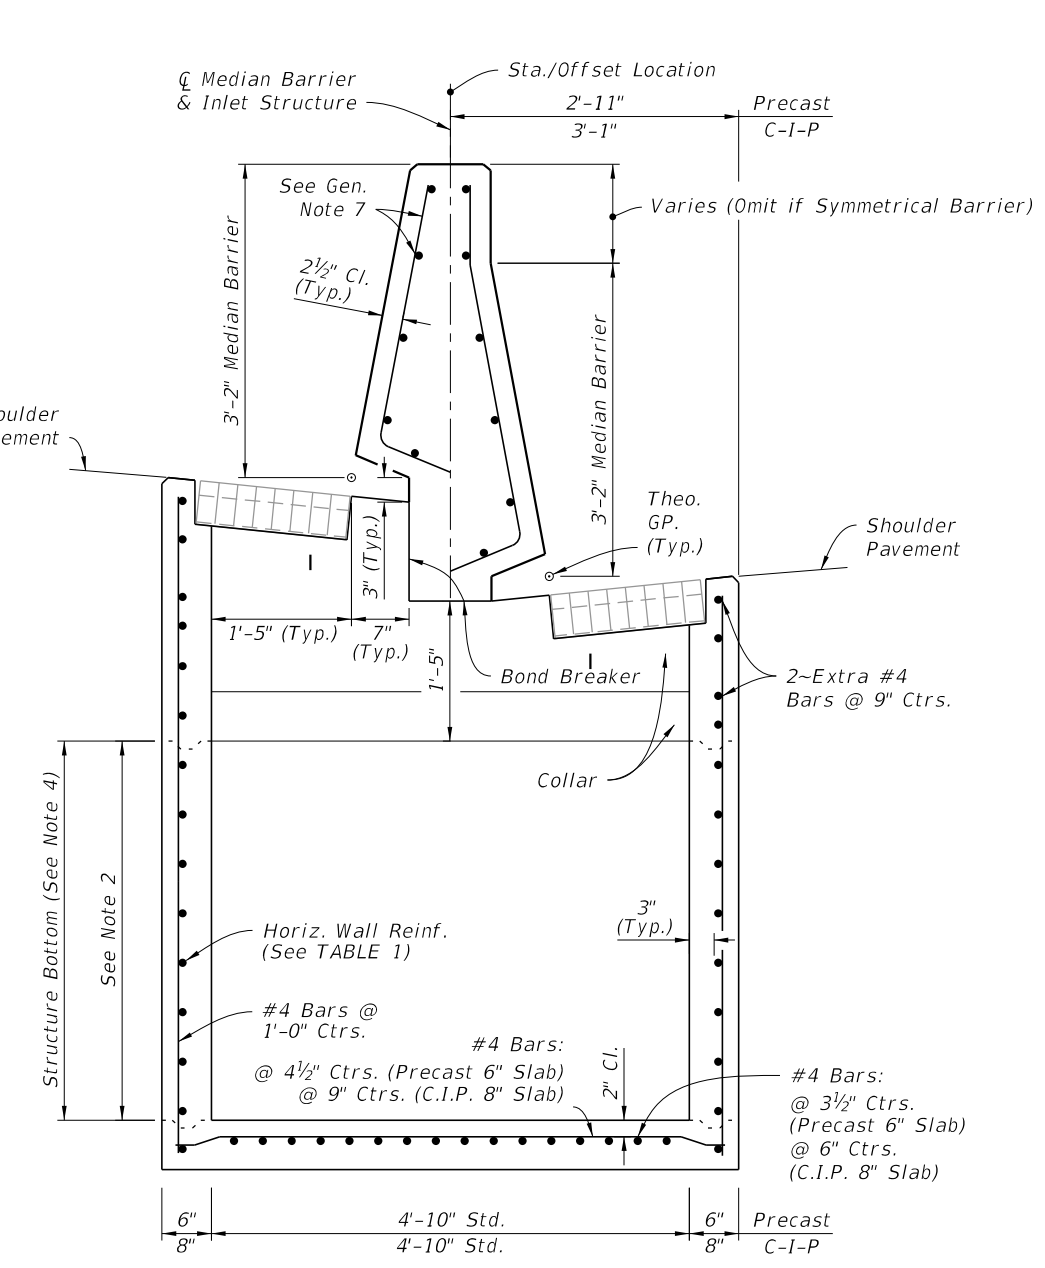 Sta./Offset Location
℄ Median Barrier
& Inlet Structure
2'-11"
Precast
3'-1"
C-I-P
See Gen.
Note 7
Varies (Omit if Symmetrical Barrier)
3'-2" Median Barrier
2½" Cl.
(Typ.)
3'-2" Median Barrier
oulder
ement
Theo.
GP.
(Typ.)
Shoulder
Pavement
3" (Typ.)
1'-5" (Typ.)
7"
(Typ.)
1'-5"
Bond Breaker
2~Extra #4
Bars @ 9" Ctrs.
Collar
Structure Bottom (See Note 4)
See Note 2
3"
(Typ.)
Horiz. Wall Reinf.
(See TABLE 1)
#4 Bars @
1'-0" Ctrs.
#4 Bars:
@ 4½" Ctrs. (Precast 6" Slab)
@ 9" Ctrs. (C.I.P. 8" Slab)
2" Cl.
#4 Bars:
@ 3½" Ctrs.
(Precast 6" Slab)
@ 6" Ctrs.
(C.I.P. 8" Slab)
6"
4'-10" Std.
6"
Precast
8"
4'-10" Std.
8"
C-I-P